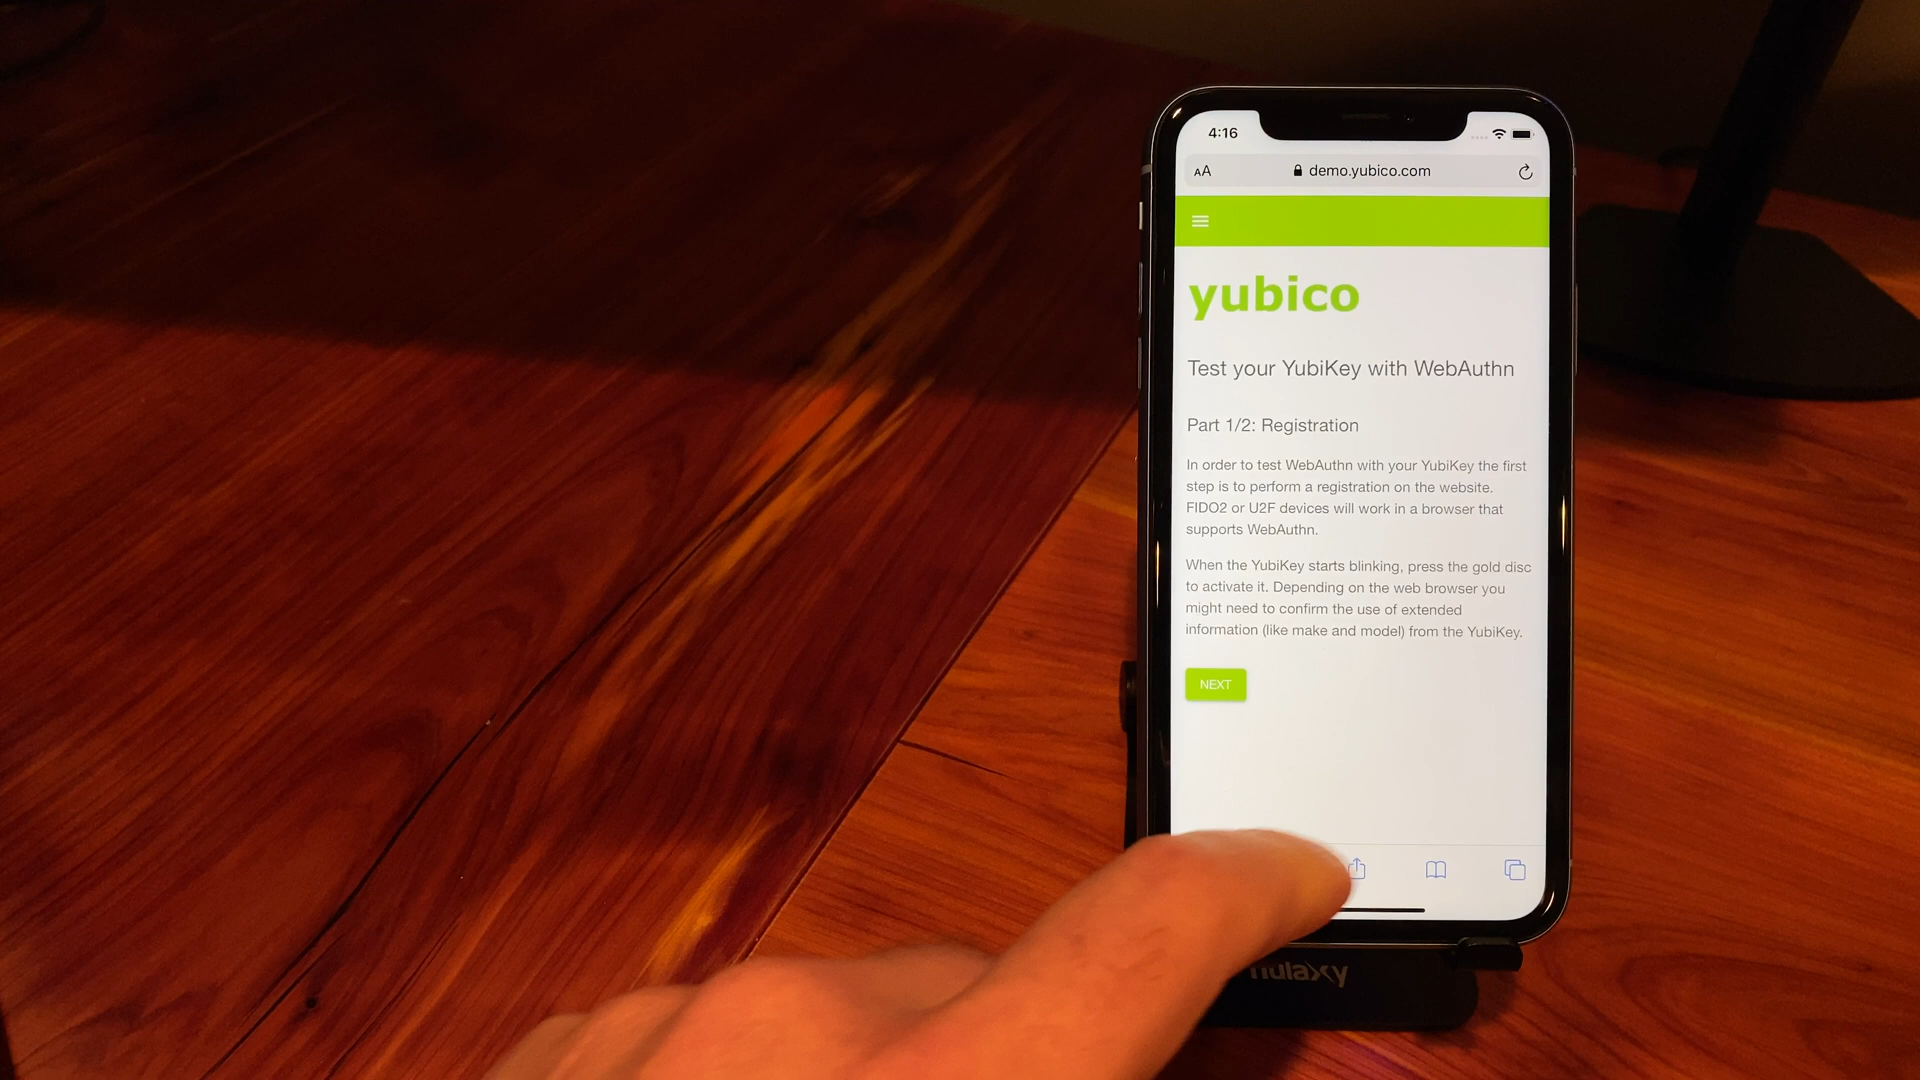 4:16
AA
demo.yubico.com
yubico
Test your YubiKey with WebAuthn
Part 1/2: Registration
In order to test WebAuthn with your YubiKey the first
step is to perform a registration on the website.
FIDO2 or U2F devices will work in a browser that
supports WebAuthn.
When the YubiKey starts blinking, press the gold disc
to activate it. Depending on the web browser you
might need to confirm the use of extended
information (like make and model) from the YubiKey.
NEXT
nulaxy